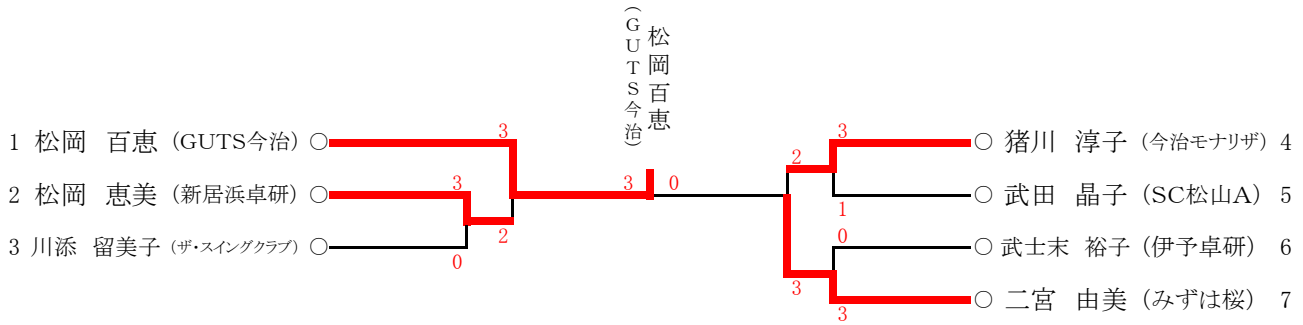 松岡百恵
(GUTS今治)
1 松岡 百恵 (GUTS今治) ○
3
2 松岡 恵美 (新居浜卓研) ○
3
3 川添 留美子 (ザ・スイングクラブ) ○
0
2
3 0
3
○ 猪川 淳子 (今治モナリザ) 4
2
○ 武田 晶子 (SC松山A) 5
1
0
○ 武士末 裕子 (伊予卓研) 6
3
○ 二宮 由美 (みずは桜) 7
3